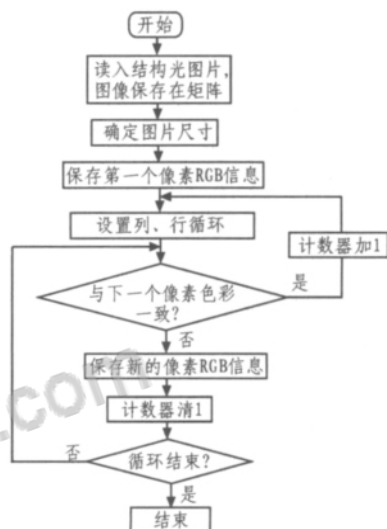 开始
读入结构光图片,
图像保存在矩阵
确定图片尺寸
保存第一个像素RGB信息
设置列、行循环
计数器加1
与下一个像素色彩
一致?
是
否
保存新的像素RGB信息
计数器清1
否
循环结束?
是
结束
.com